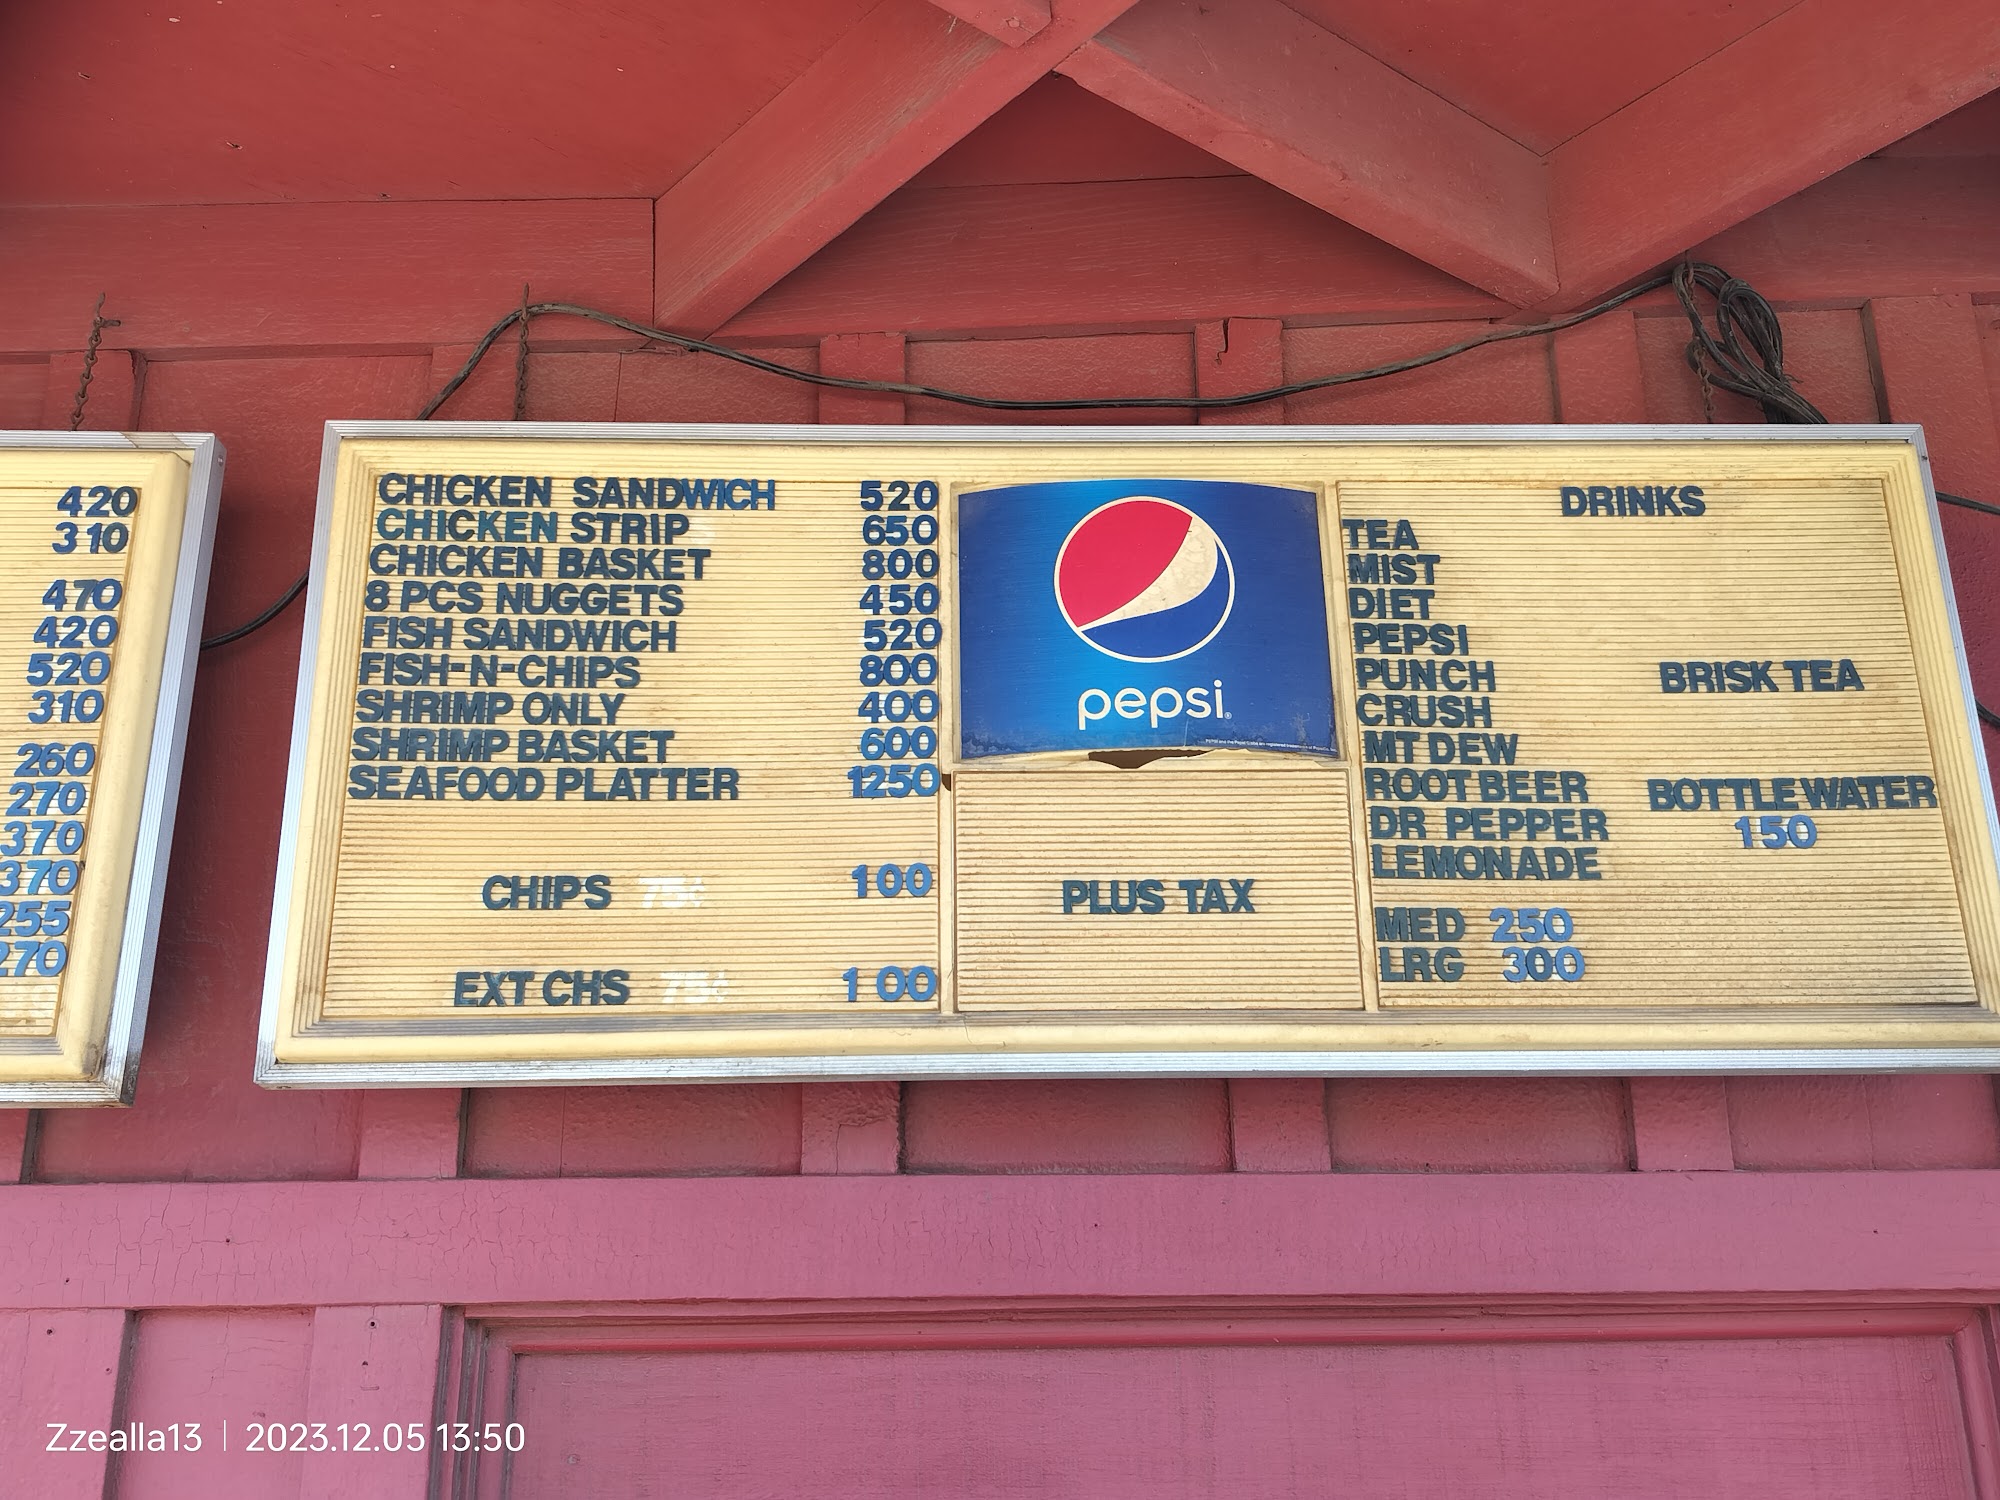 420
310
470
420
520
310
260
270
370
370
255
270
CHICKEN SANDWICH 520
CHICKEN STRIP 650
CHICKEN BASKET 800
8 PCS NUGGETS 450
FISH SANDWICH 520
FISH-N-CHIPS 800
SHRIMP ONLY 400
SHRIMP BASKET 600
SEAFOOD PLATTER 1250
CHIPS 75¢ 100
EXT CHS 75¢ 100
pepsi
PLUS TAX
DRINKS
TEA
MIST
DIET
PEPSI
PUNCH
CRUSH
MT DEW
ROOT BEER
DR PEPPER
LEMONADE
MED 250
LRG 300
BRISK TEA
BOTTLE WATER
150
Zzealla13 | 2023.12.05 13:50